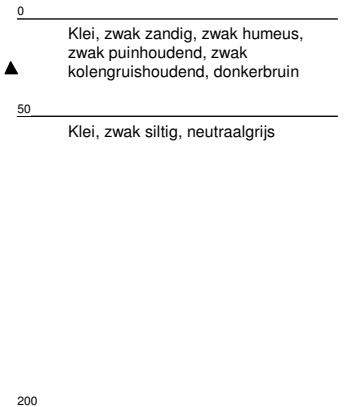 0
Klei, zwak zandig, zwak humeus,
zwak puinhoudend, zwak
kolengruishoudend, donkerbruin
50
Klei, zwak siltig, neutraalgrijs
200